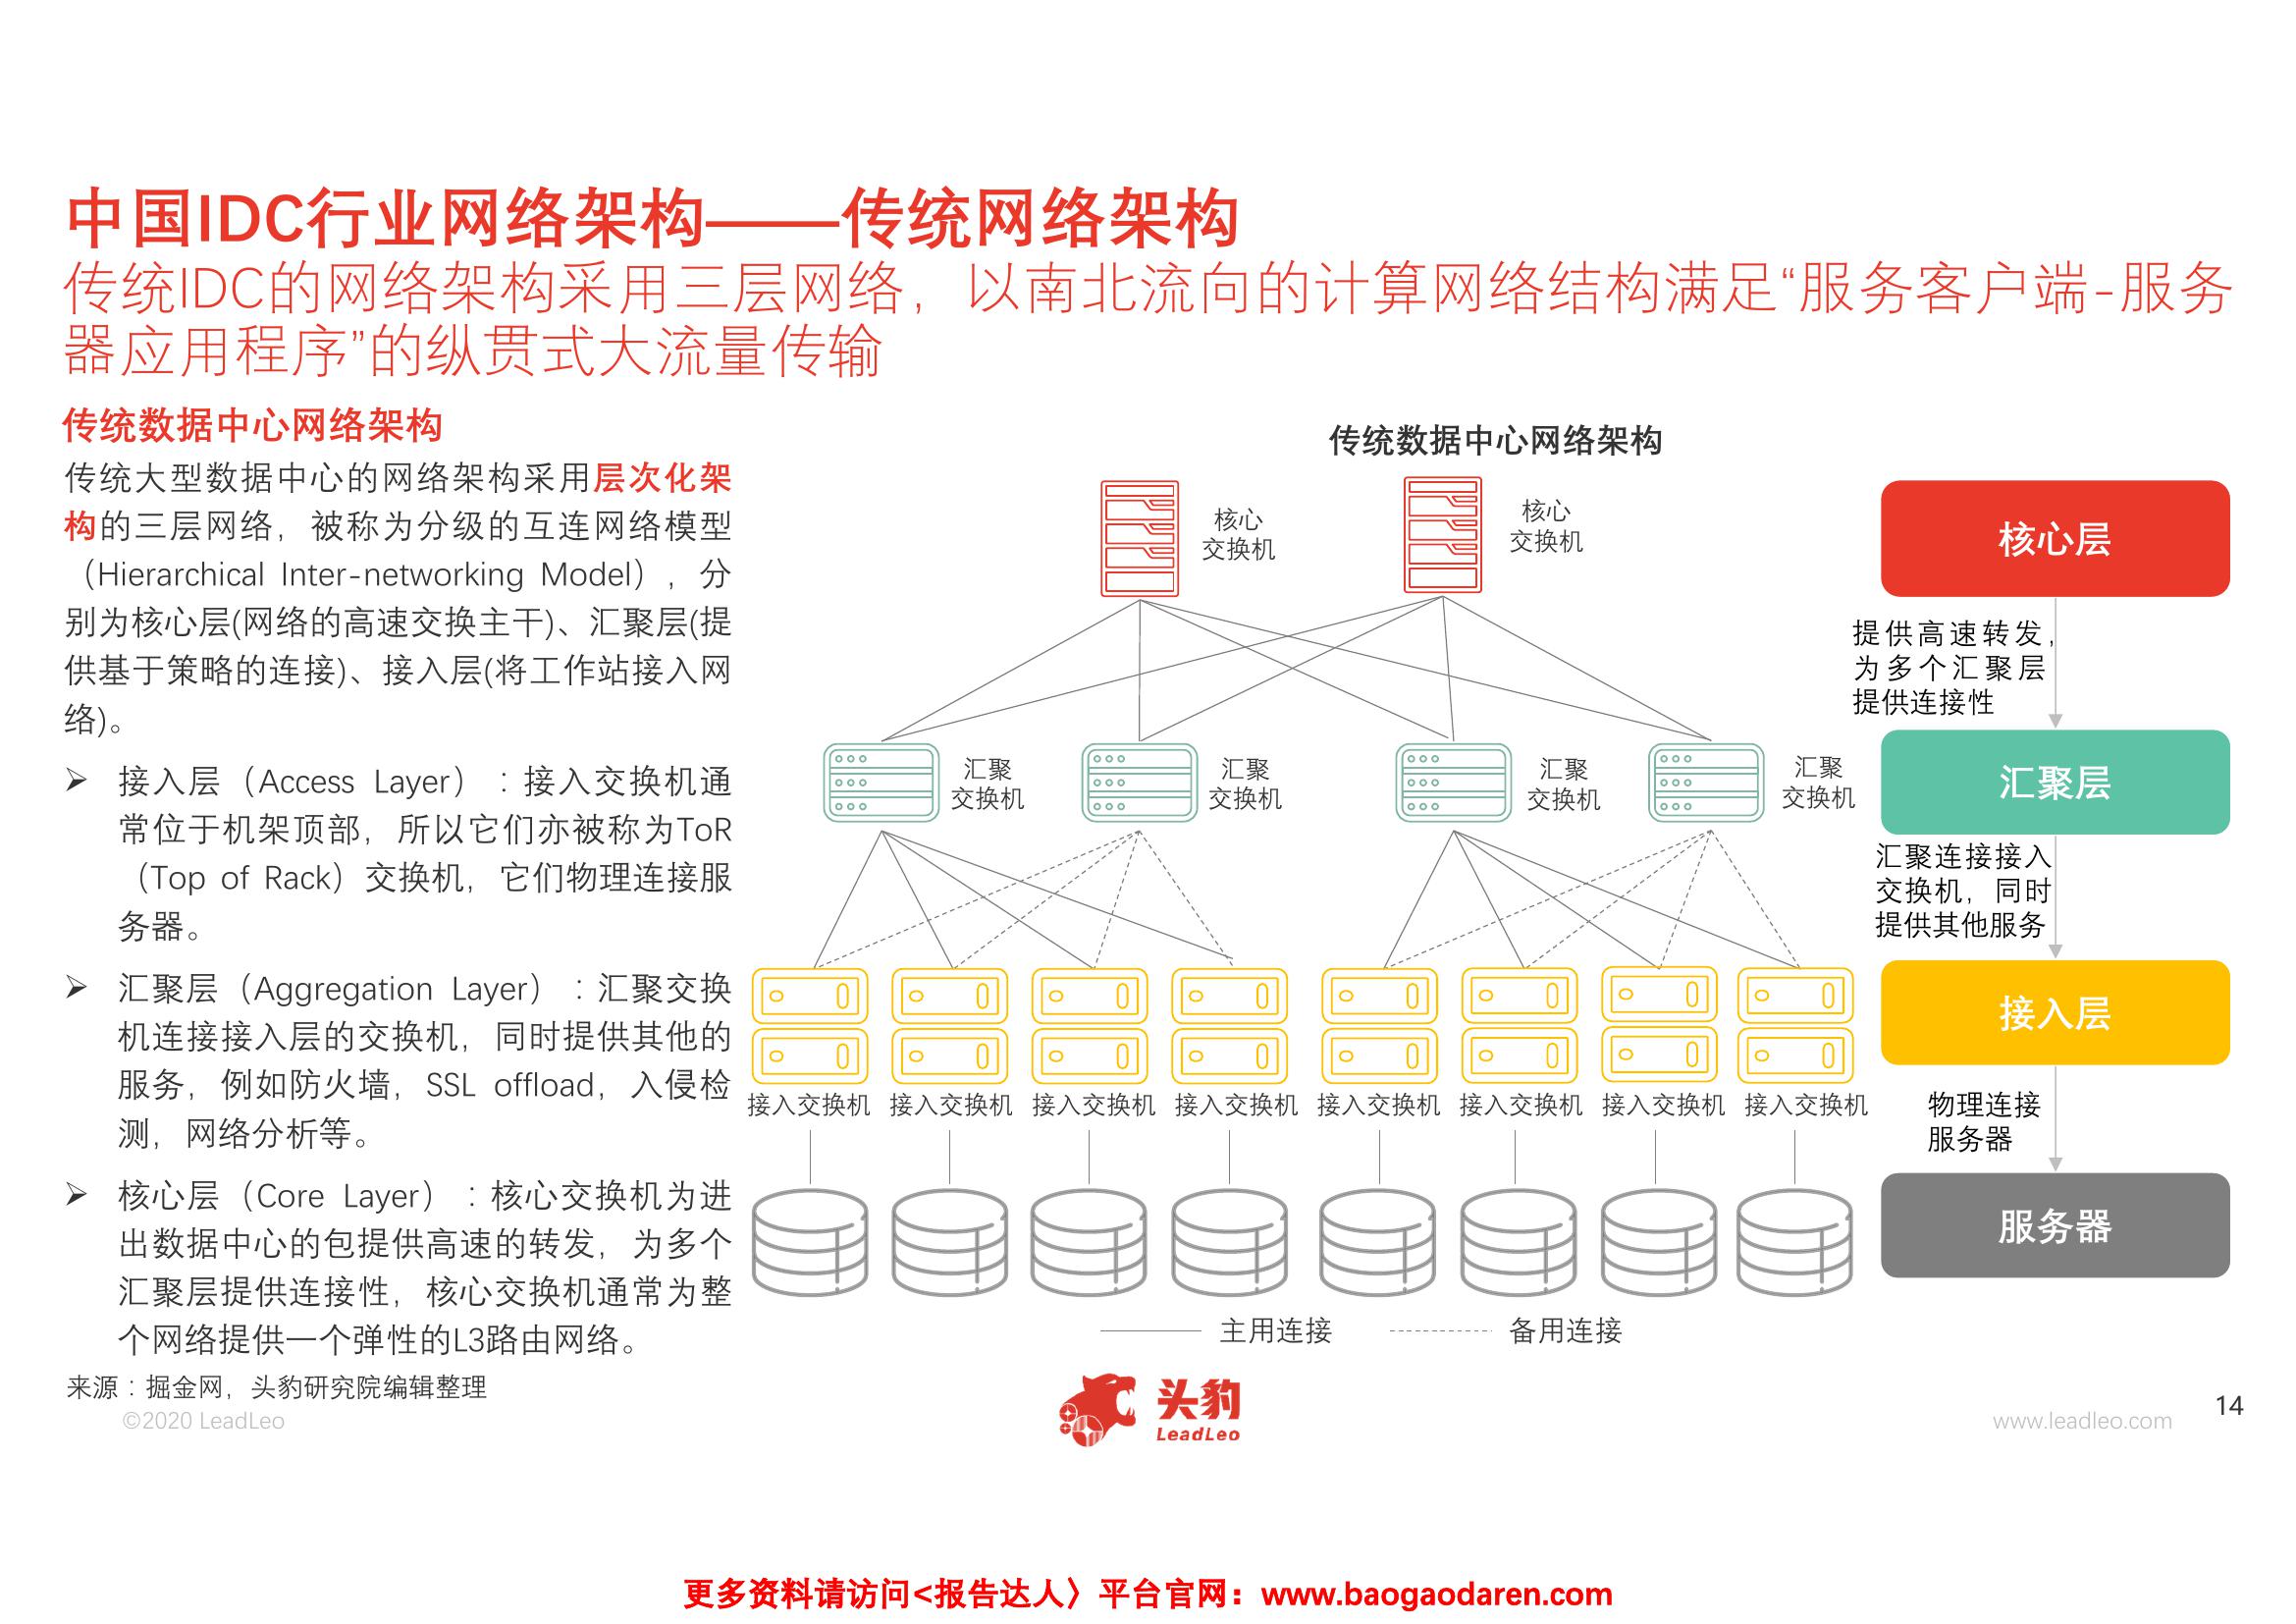 中国IDC行业网络架构——传统网络架构
传统IDC的网络架构采用三层网络，以南北流向的计算网络结构满足“服务客户端-服务
器应用程序”的纵贯式大流量传输
传统数据中心网络架构
传统大型数据中心的网络架构采用层次化架
构的三层网络，被称为分级的互连网络模型
（Hierarchical Inter-networking Model），分
别为核心层(网络的高速交换主干)、汇聚层(提
供基于策略的连接)、接入层(将工作站接入网
络)。
➢ 接入层（Access Layer）：接入交换机通
常位于机架顶部，所以它们亦被称为ToR
（Top of Rack）交换机，它们物理连接服
务器。
➢ 汇聚层（Aggregation Layer）：汇聚交换
机连接接入层的交换机，同时提供其他的
服务，例如防火墙，SSL offload，入侵检
测，网络分析等。
➢ 核心层（Core Layer）：核心交换机为进
出数据中心的包提供高速的转发，为多个
汇聚层提供连接性，核心交换机通常为整
个网络提供一个弹性的L3路由网络。
传统数据中心网络架构
核心
交换机
核心
交换机
核心层
提供高速转发，
为多个汇聚层
提供连接性
汇聚
交换机
汇聚
交换机
汇聚
交换机
汇聚
交换机
汇聚层
汇聚连接接入
交换机，同时
提供其他服务
接入层
接入交换机 接入交换机 接入交换机 接入交换机 接入交换机 接入交换机 接入交换机 接入交换机
物理连接
服务器
服务器
主用连接 备用连接
来源：掘金网，头豹研究院编辑整理
©2020 LeadLeo
头豹
LeadLeo
www.leadleo.com
14
更多资料请访问<报告达人〉平台官网：www.baogaodaren.com